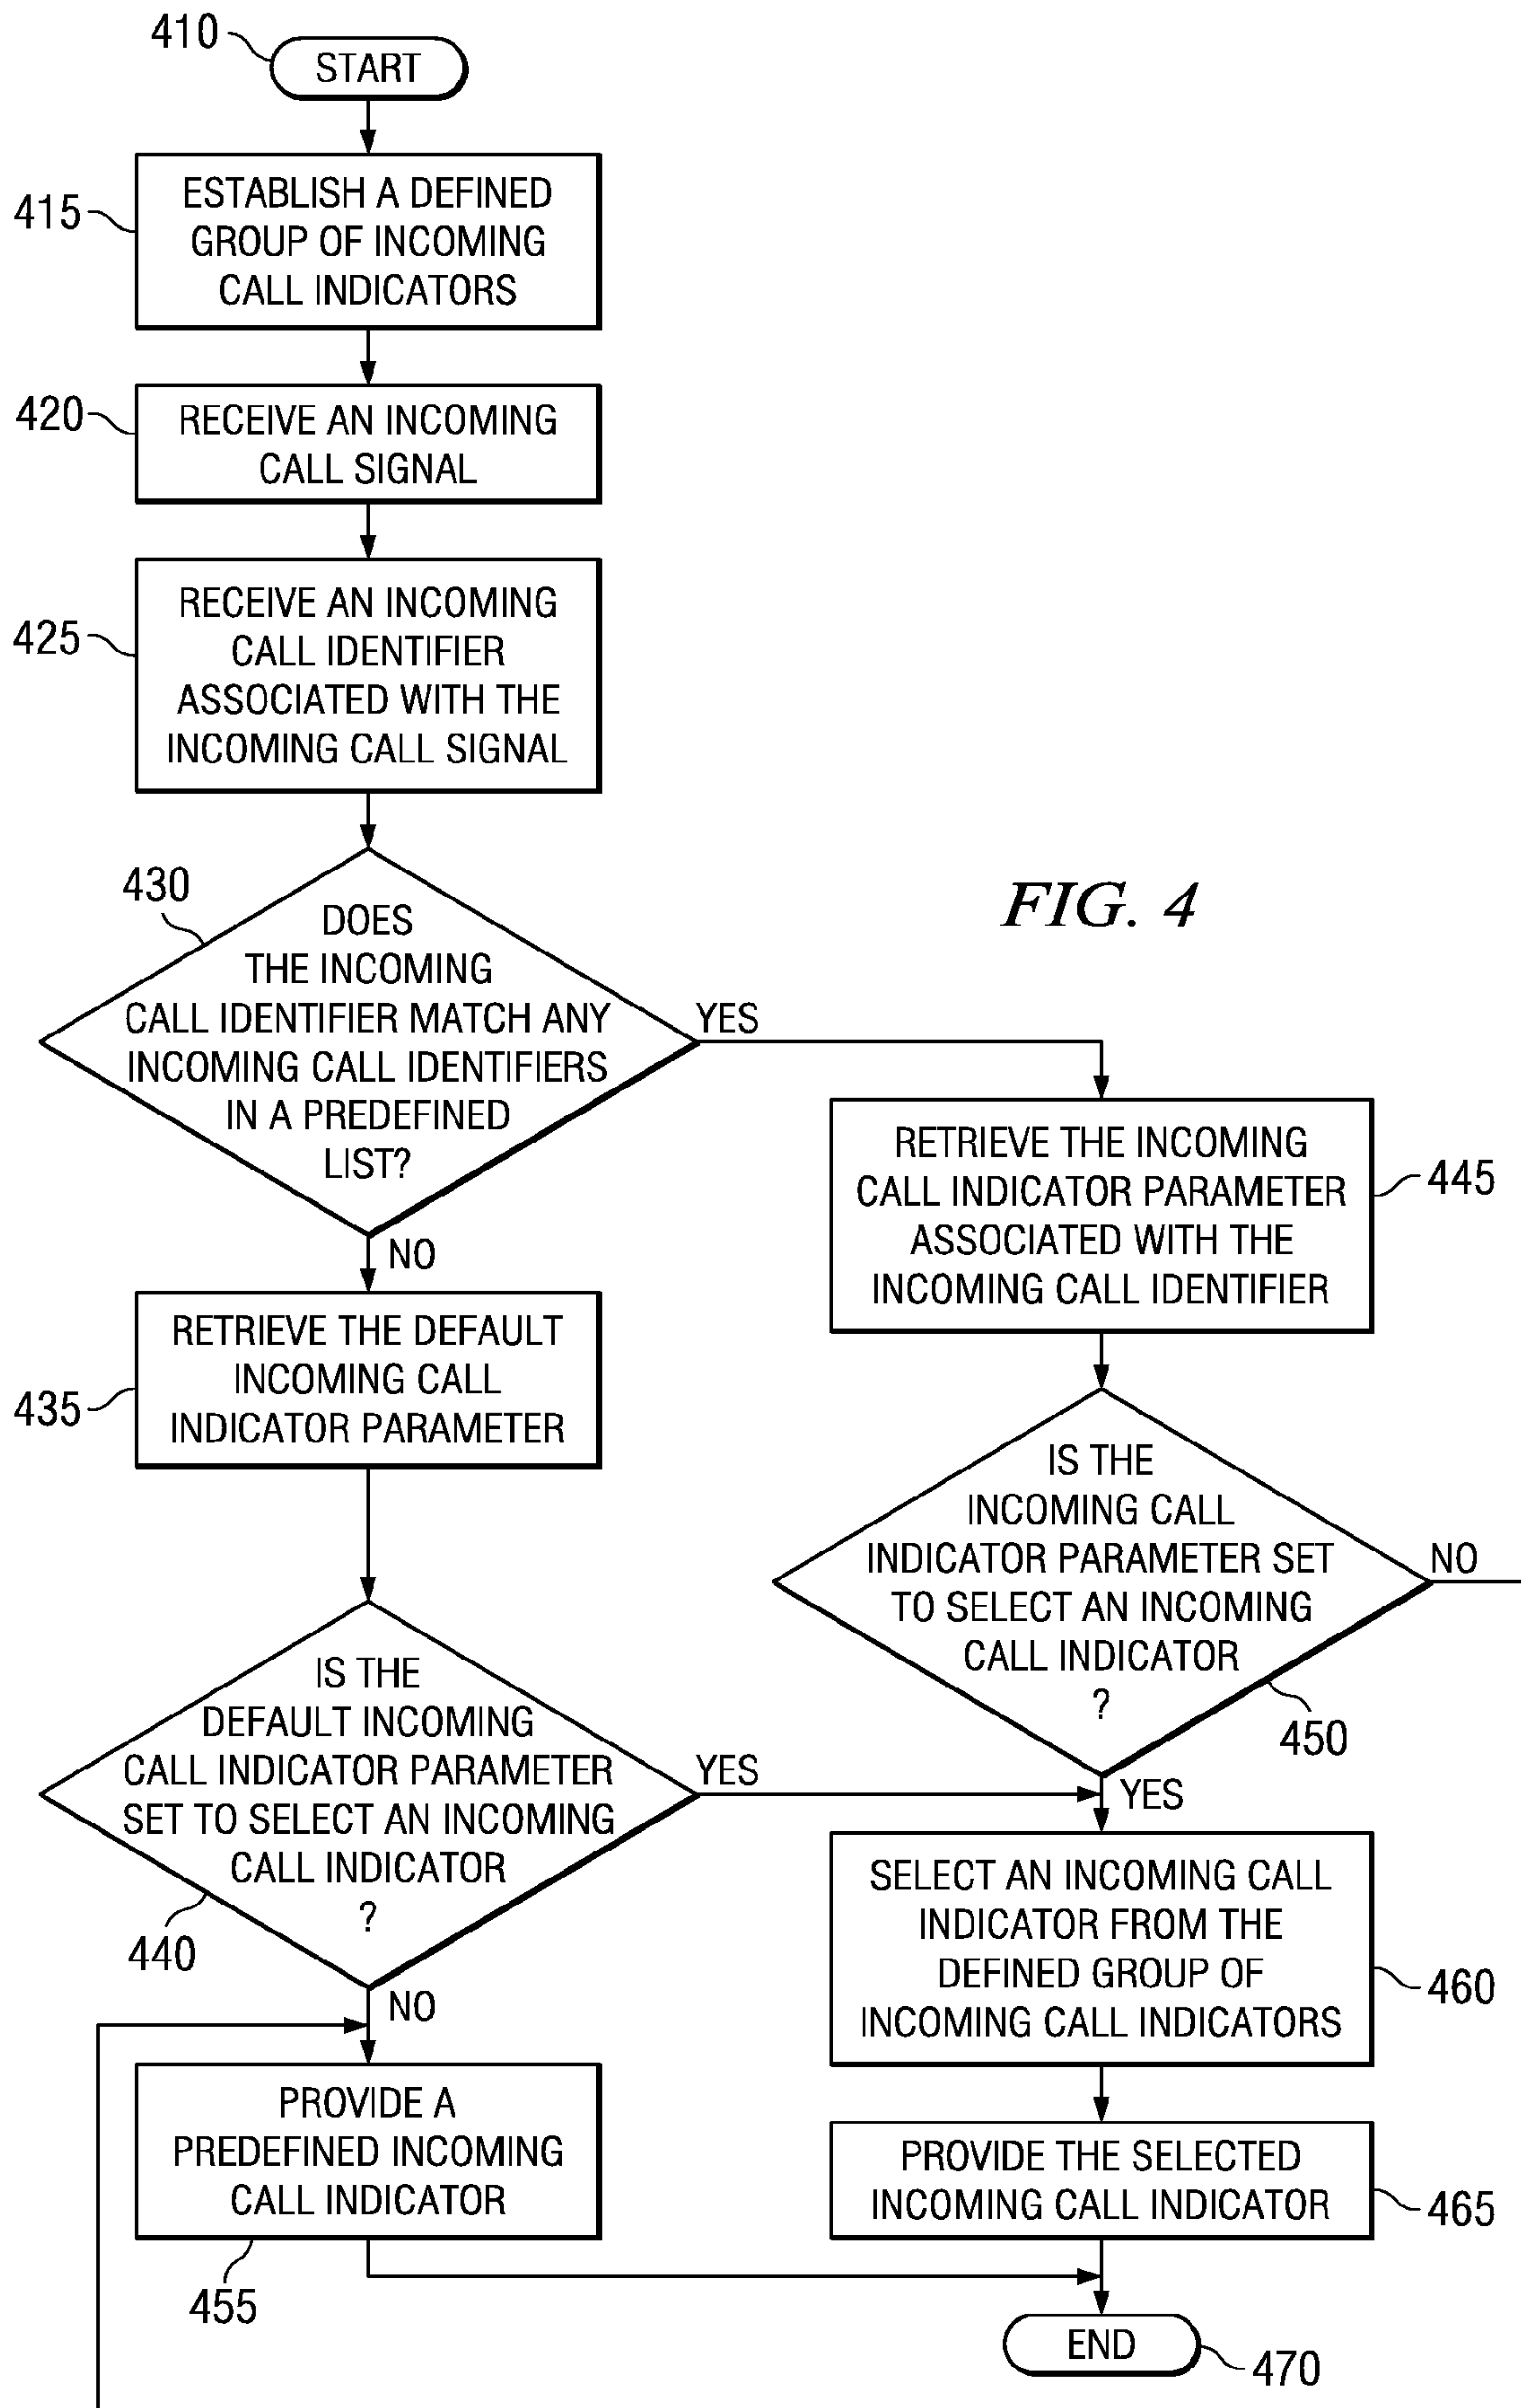 410
START
415
ESTABLISH A DEFINED
GROUP OF INCOMING
CALL INDICATORS
420
RECEIVE AN INCOMING
CALL SIGNAL
425
RECEIVE AN INCOMING
CALL IDENTIFIER
ASSOCIATED WITH THE
INCOMING CALL SIGNAL
FIG. 4
430
DOES
THE INCOMING
CALL IDENTIFIER MATCH ANY
INCOMING CALL IDENTIFIERS
IN A PREDEFINED
LIST?
YES
NO
RETRIEVE THE INCOMING
CALL INDICATOR PARAMETER
ASSOCIATED WITH THE
INCOMING CALL IDENTIFIER
445
435
RETRIEVE THE DEFAULT
INCOMING CALL
INDICATOR PARAMETER
IS THE
INCOMING CALL
INDICATOR PARAMETER SET
TO SELECT AN INCOMING
CALL INDICATOR
?
NO
450
YES
IS THE
DEFAULT INCOMING
CALL INDICATOR PARAMETER
SET TO SELECT AN INCOMING
CALL INDICATOR
?
YES
440
NO
SELECT AN INCOMING CALL
INDICATOR FROM THE
DEFINED GROUP OF
INCOMING CALL INDICATORS
460
PROVIDE A
PREDEFINED INCOMING
CALL INDICATOR
455
PROVIDE THE SELECTED
INCOMING CALL INDICATOR
465
END
470